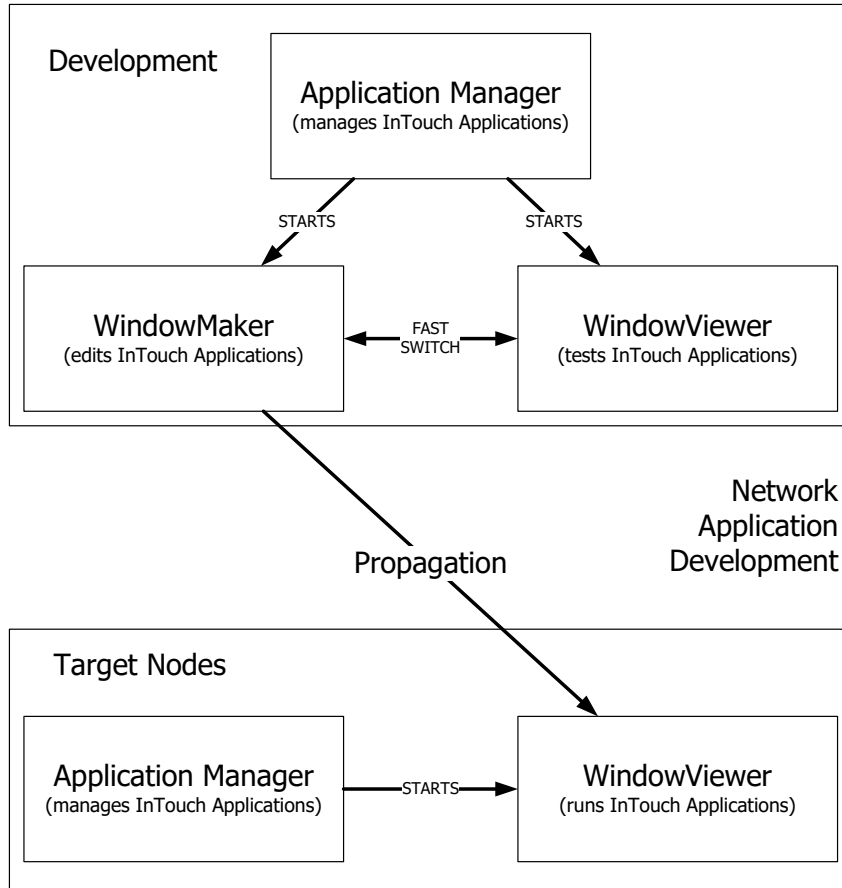 Development
Application Manager
(manages InTouch Applications)
STARTS
STARTS
WindowMaker
(edits InTouch Applications)
FAST
SWITCH
WindowViewer
(tests InTouch Applications)
Network
Application
Development
Propagation
Target Nodes
Application Manager
(manages InTouch Applications)
STARTS
WindowViewer
(runs InTouch Applications)